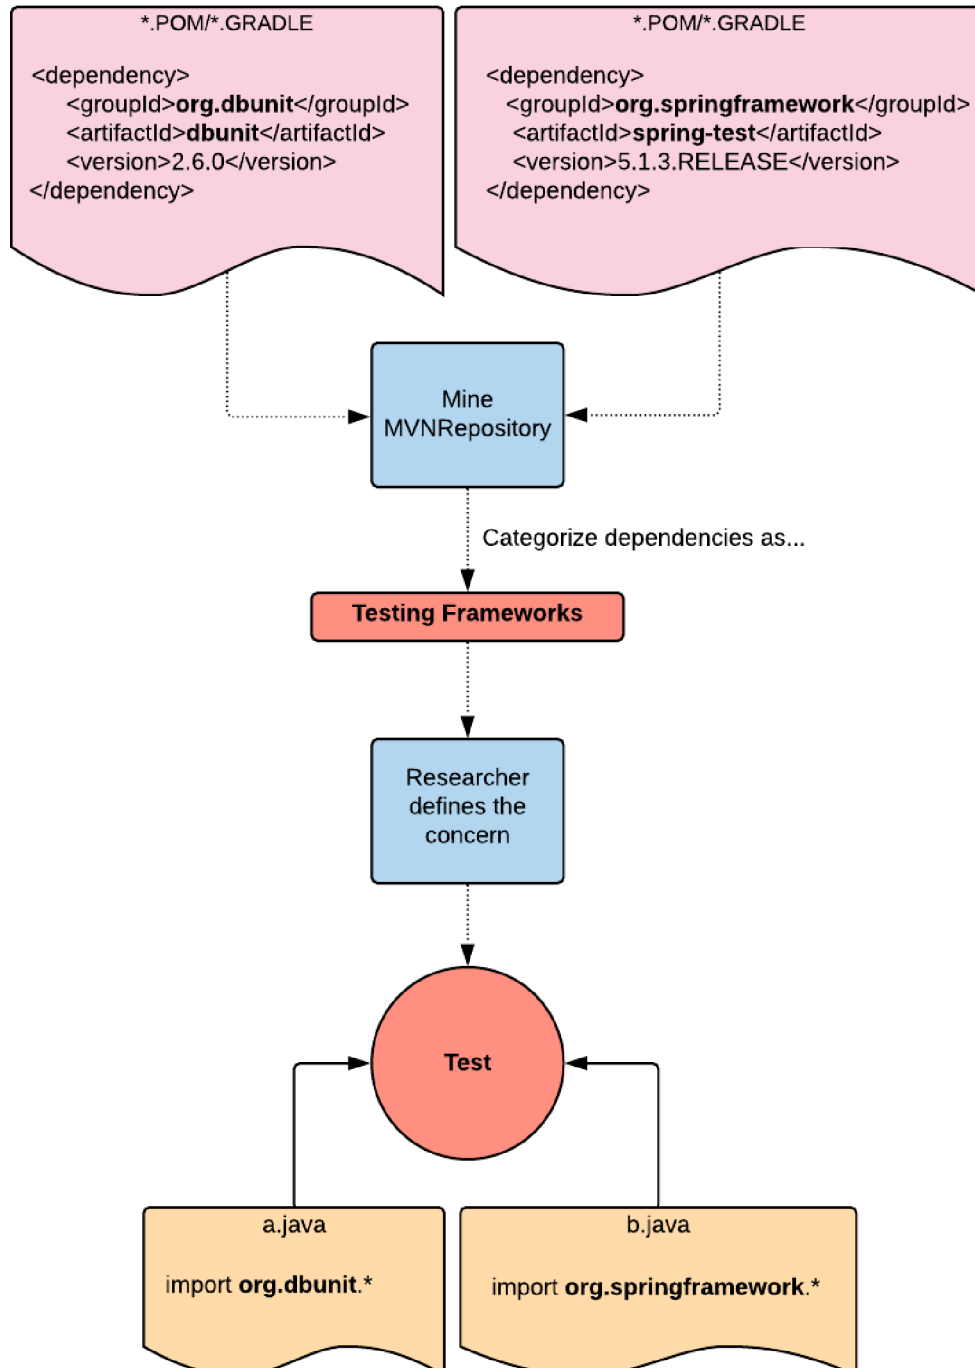 *.POM/*.GRADLE
<dependency>
<groupId>org.dbunit</groupId>
<artifactId>dbunit</artifactId>
<version>2.6.0</version>
</dependency>
*.POM/*.GRADLE
<dependency>
<groupId>org.springframework</groupId>
<artifactId>spring-test</artifactId>
<version>5.1.3.RELEASE</version>
</dependency>
Mine
MVNRepository
Categorize dependencies as...
Testing Frameworks
Researcher
defines the
concern
Test
a.java
import org.dbunit.*
b.java
import org.springframework.*